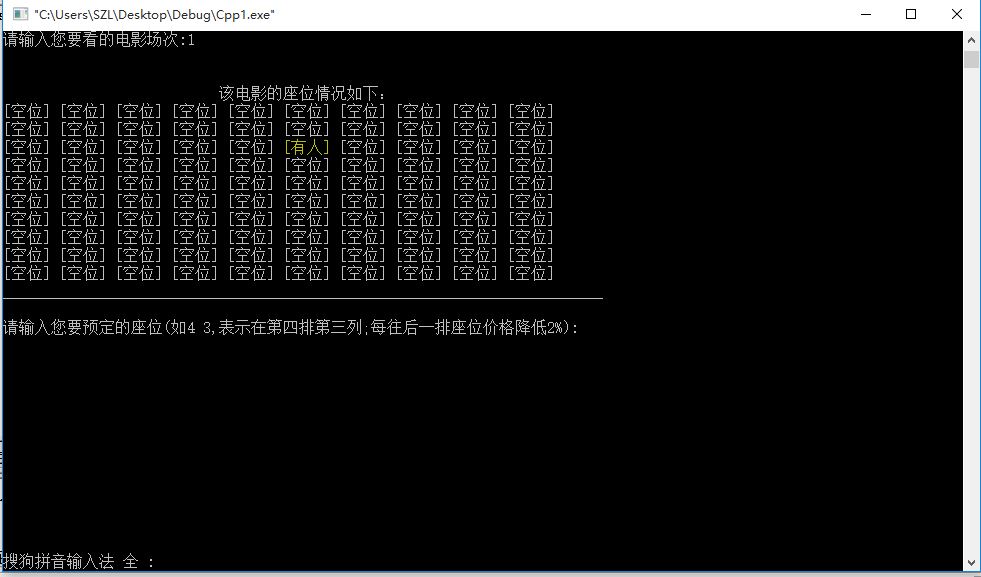 "C:\Users\SZL\Desktop\Debug\Cpp1.exe"
请输入您要看的电影场次:1
该电影的座位情况如下:
[空位] [空位] [空位] [空位] [空位] [空位] [空位] [空位] [空位] [空位]
[空位] [空位] [空位] [空位] [空位] [空位] [空位] [空位] [空位] [空位]
[空位] [空位] [空位] [空位] [空位] [有人] [空位] [空位] [空位] [空位]
[空位] [空位] [空位] [空位] [空位] [空位] [空位] [空位] [空位] [空位]
[空位] [空位] [空位] [空位] [空位] [空位] [空位] [空位] [空位] [空位]
[空位] [空位] [空位] [空位] [空位] [空位] [空位] [空位] [空位] [空位]
[空位] [空位] [空位] [空位] [空位] [空位] [空位] [空位] [空位] [空位]
[空位] [空位] [空位] [空位] [空位] [空位] [空位] [空位] [空位] [空位]
[空位] [空位] [空位] [空位] [空位] [空位] [空位] [空位] [空位] [空位]
[空位] [空位] [空位] [空位] [空位] [空位] [空位] [空位] [空位] [空位]
请输入您要预定的座位(如4 3,表示在第四排第三列;每往后一排座位价格降低2%):
搜狗拼音输入法 全 :